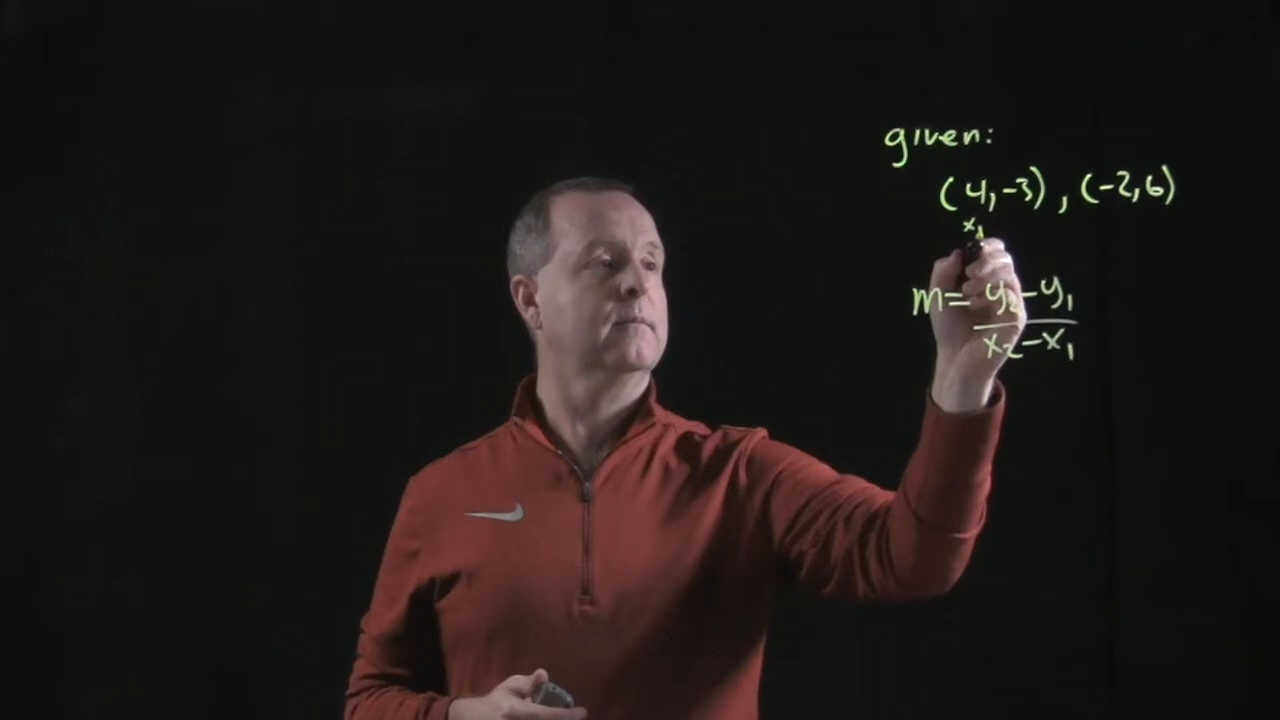 given:
(4,-3), (-2,6)
x₁
m= y₂-y₁
x₂-x₁